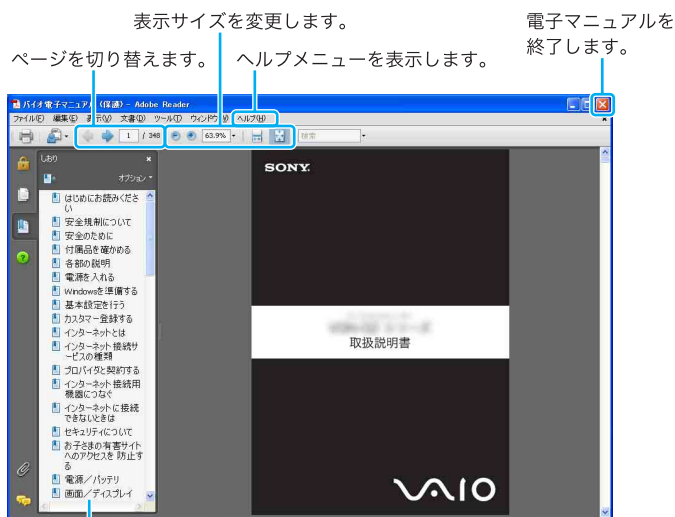 表示サイズを変更します。
電子マニュアルを
終了します。
ページを切り替えます。
ヘルプメニューを表示します。
バイオ電子マニュアル (保護) - Adobe Reader
ファイル(F) 編集(E) 表示(V) 文書(D) ツール(T) ウィンドウ(W) ヘルプ(H)
1 / 348 63.9% 検索
しおり
オプション
はじめにお読みくださ
い
安全規制について
安全のために
付属品を確かめる
各部の説明
電源を入れる
Windowsを準備する
基本設定を行う
カスタマー登録する
インターネットとは
インターネット接続サ
ービスの種類
プロバイダと契約する
インターネット接続用
機器につなぐ
インターネットに接続
できないときは
セキュリティについて
お子さまの有害サイト
へのアクセスを 防止す
る
電源／バッテリ
画面／ディスプレイ
SONY
取扱説明書
VAIO